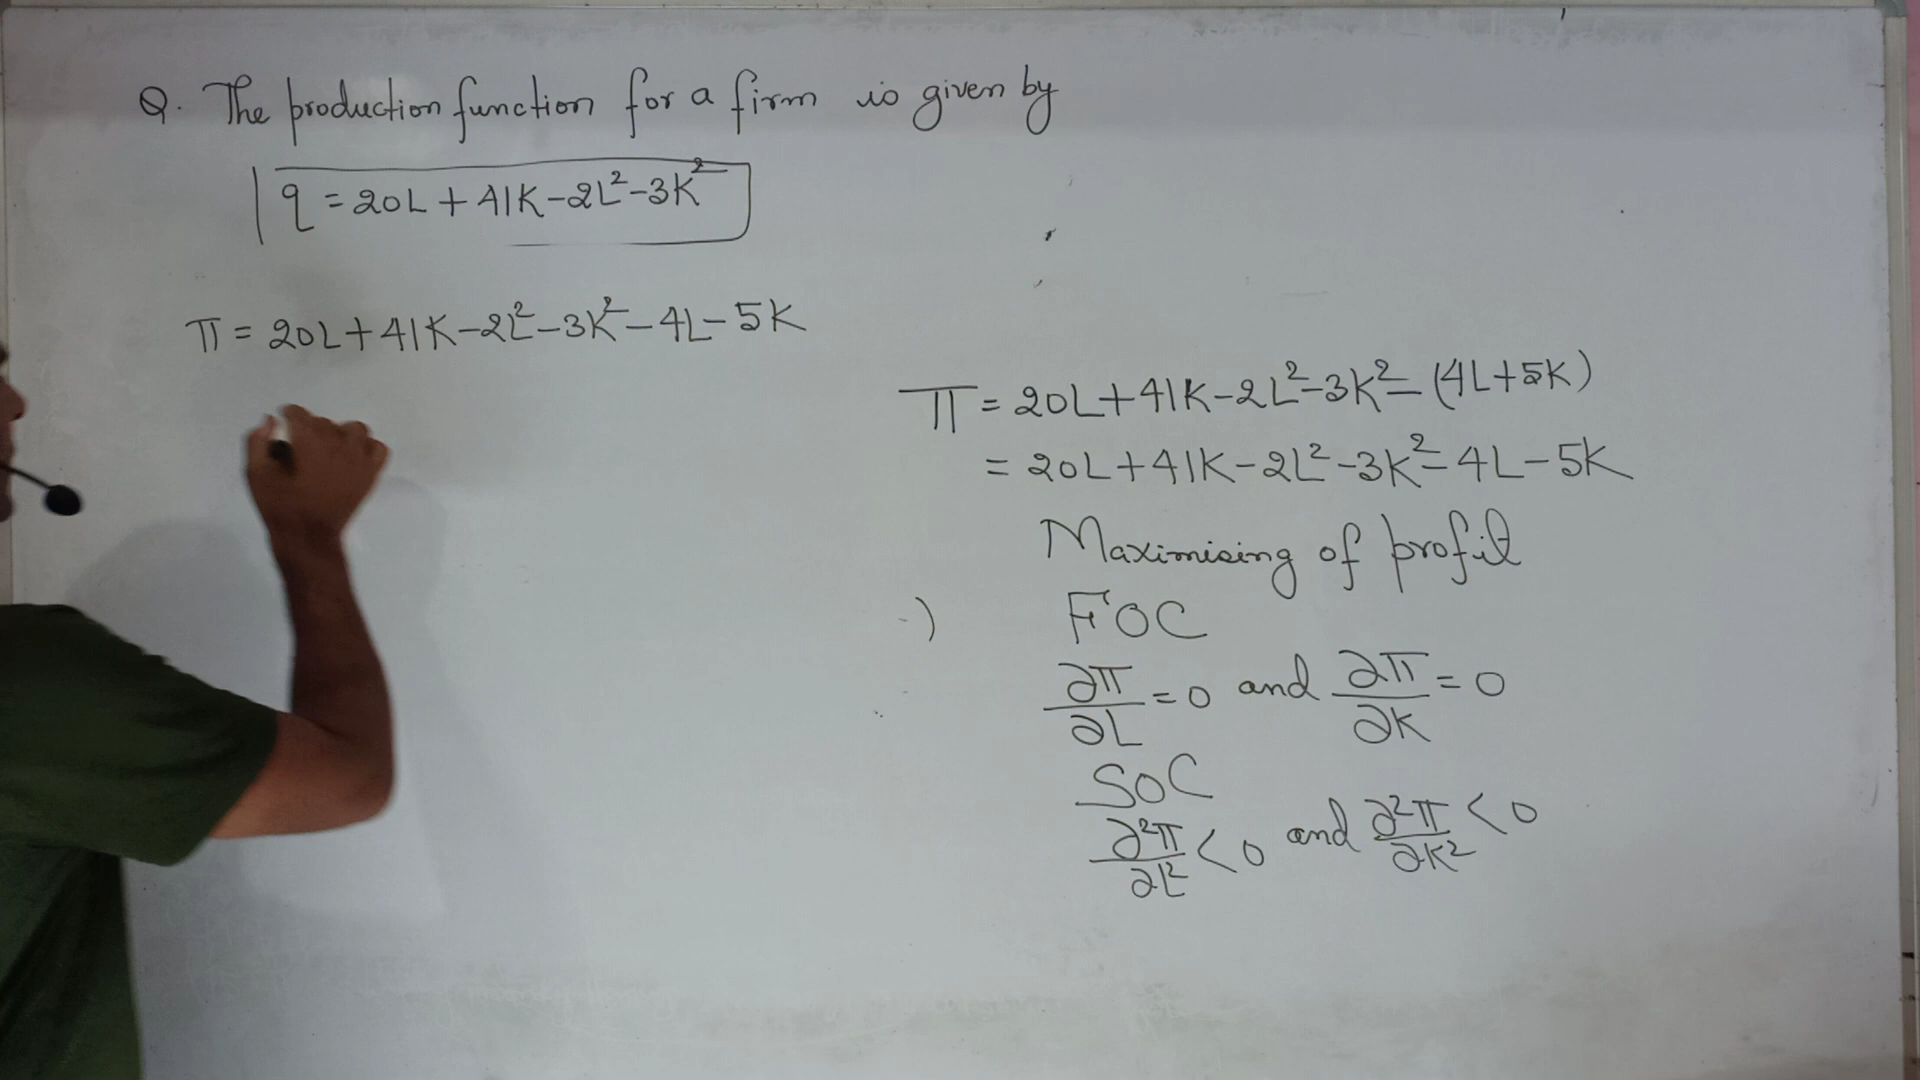 Q. The production function for a firm is given by
q = 20L + 41K - 2L² - 3K²
π = 20L + 41K - 2L² - 3K² - 4L - 5K
π = 20L + 41K - 2L² - 3K² - (4L + 5K)
= 20L + 41K - 2L² - 3K² - 4L - 5K
Maximising of profit
FOC
∂π/∂L = 0 and ∂π/∂K = 0
SOC
∂²π/∂L² < 0 and ∂²π/∂K² < 0